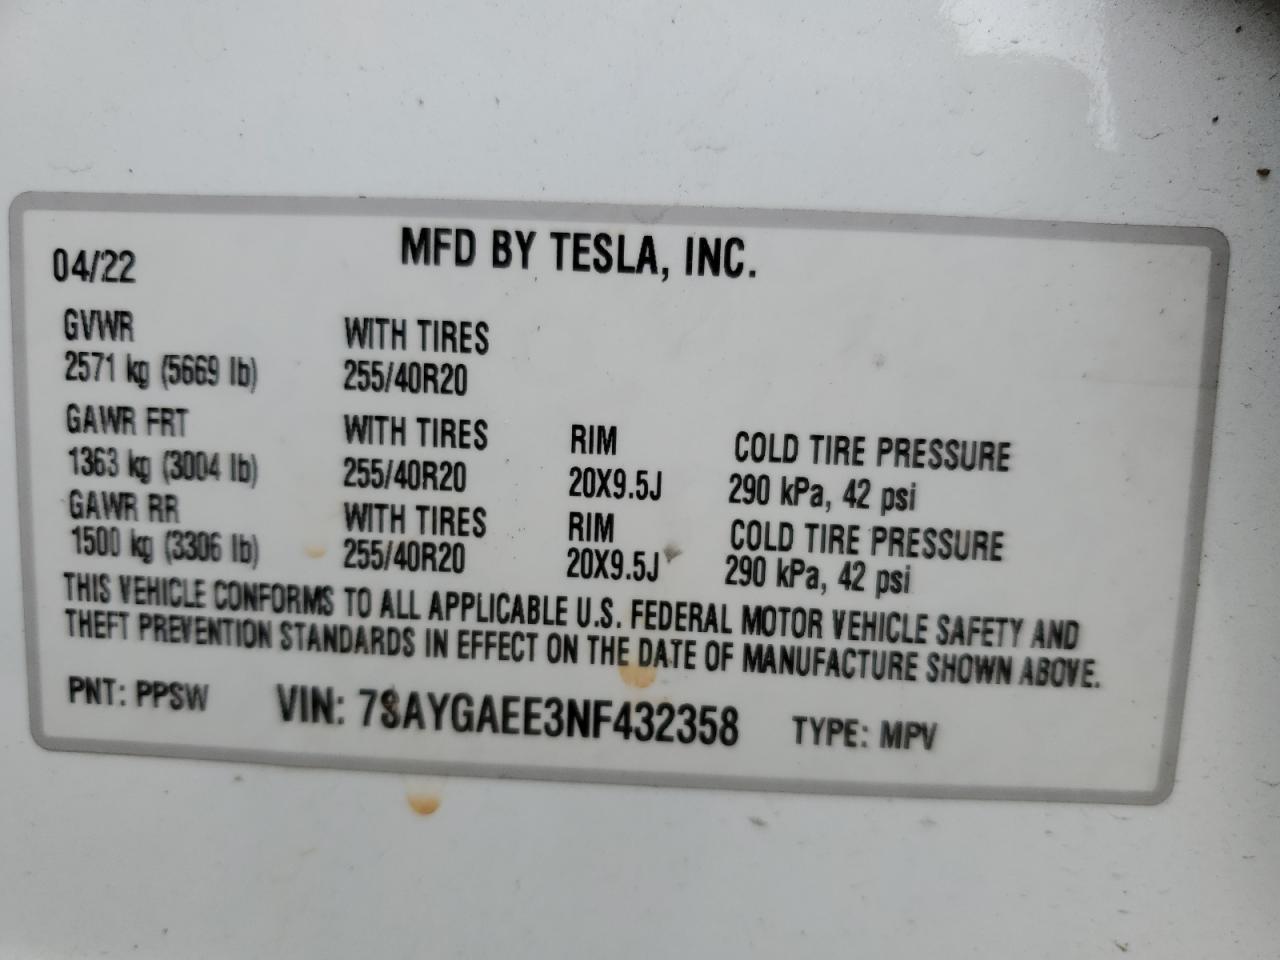 04/22 MFD BY TESLA, INC.
GVWR WITH TIRES
2571 kg (5669 lb) 255/40R20
GAWR FRT WITH TIRES RIM COLD TIRE PRESSURE
1363 kg (3004 lb) 255/40R20 20X9.5J 290 kPa, 42 psi
GAWR RR WITH TIRES RIM COLD TIRE PRESSURE
1500 kg (3306 lb) 255/40R20 20X9.5J 290 kPa, 42 psi
THIS VEHICLE CONFORMS TO ALL APPLICABLE U.S. FEDERAL MOTOR VEHICLE SAFETY AND
THEFT PREVENTION STANDARDS IN EFFECT ON THE DATE OF MANUFACTURE SHOWN ABOVE.
PNT: PPSW VIN: 7SAYGAEE3NF432358 TYPE: MPV